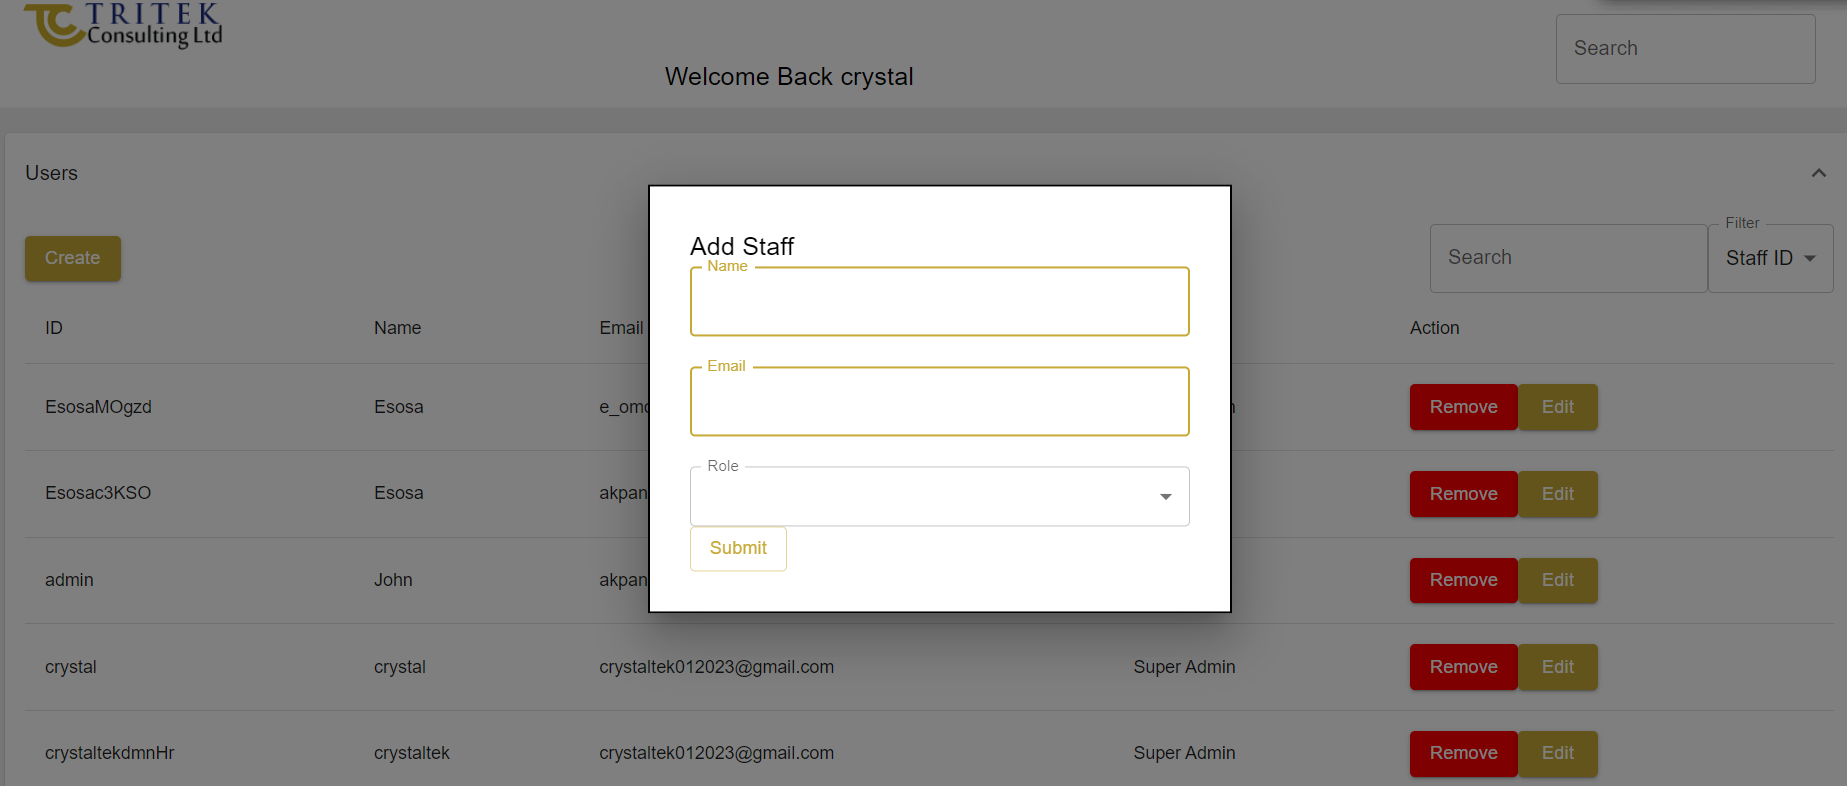 TRITEK
Consulting Ltd
Search
Welcome Back crystal
Users
Create
Search
Filter
Staff ID
ID Name Email Action
EsosaMOgzd Esosa Remove Edit
Esosac3KSO Esosa akpan Remove Edit
admin John akpan Remove Edit
crystal crystal crystaltek012023@gmail.com Super Admin Remove Edit
crystaltekdmnHr crystaltek crystaltek012023@gmail.com Super Admin Remove Edit
Add Staff
Name
Email
Role
Submit